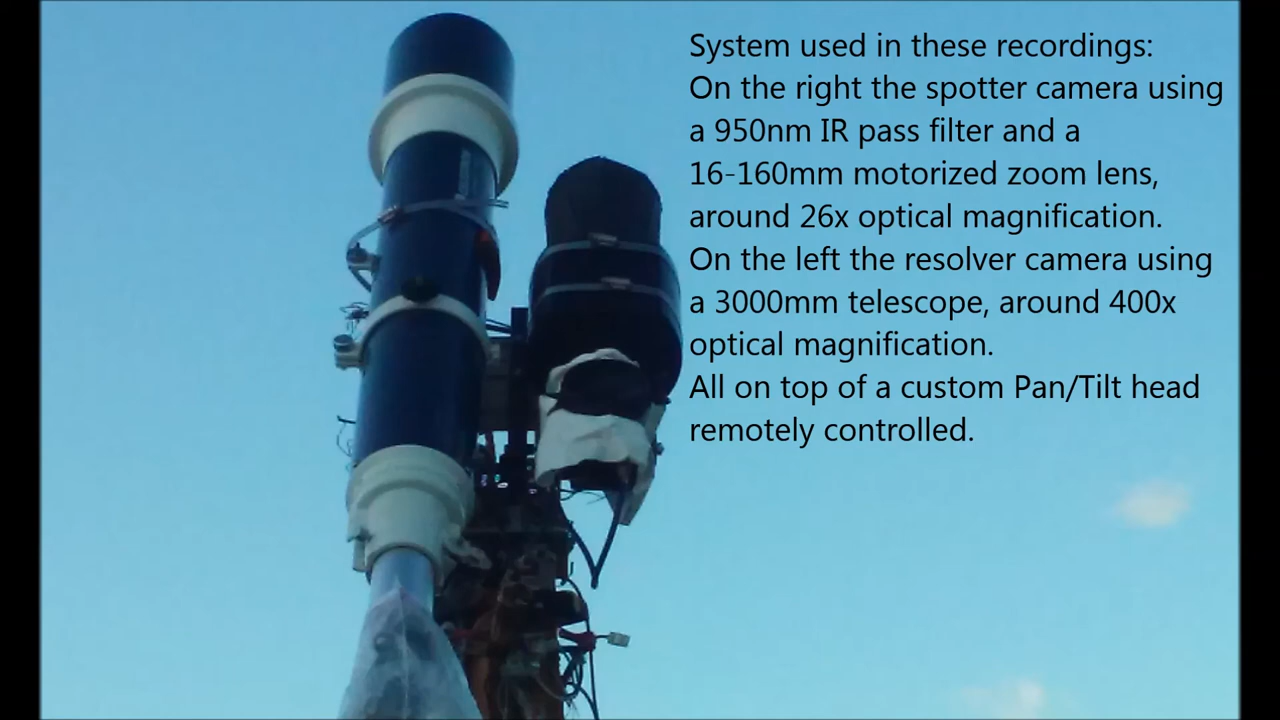 System used in these recordings:
On the right the spotter camera using
a 950nm IR pass filter and a
16-160mm motorized zoom lens,
around 26x optical magnification.
On the left the resolver camera using
a 3000mm telescope, around 400x
optical magnification.
All on top of a custom Pan/Tilt head
remotely controlled.